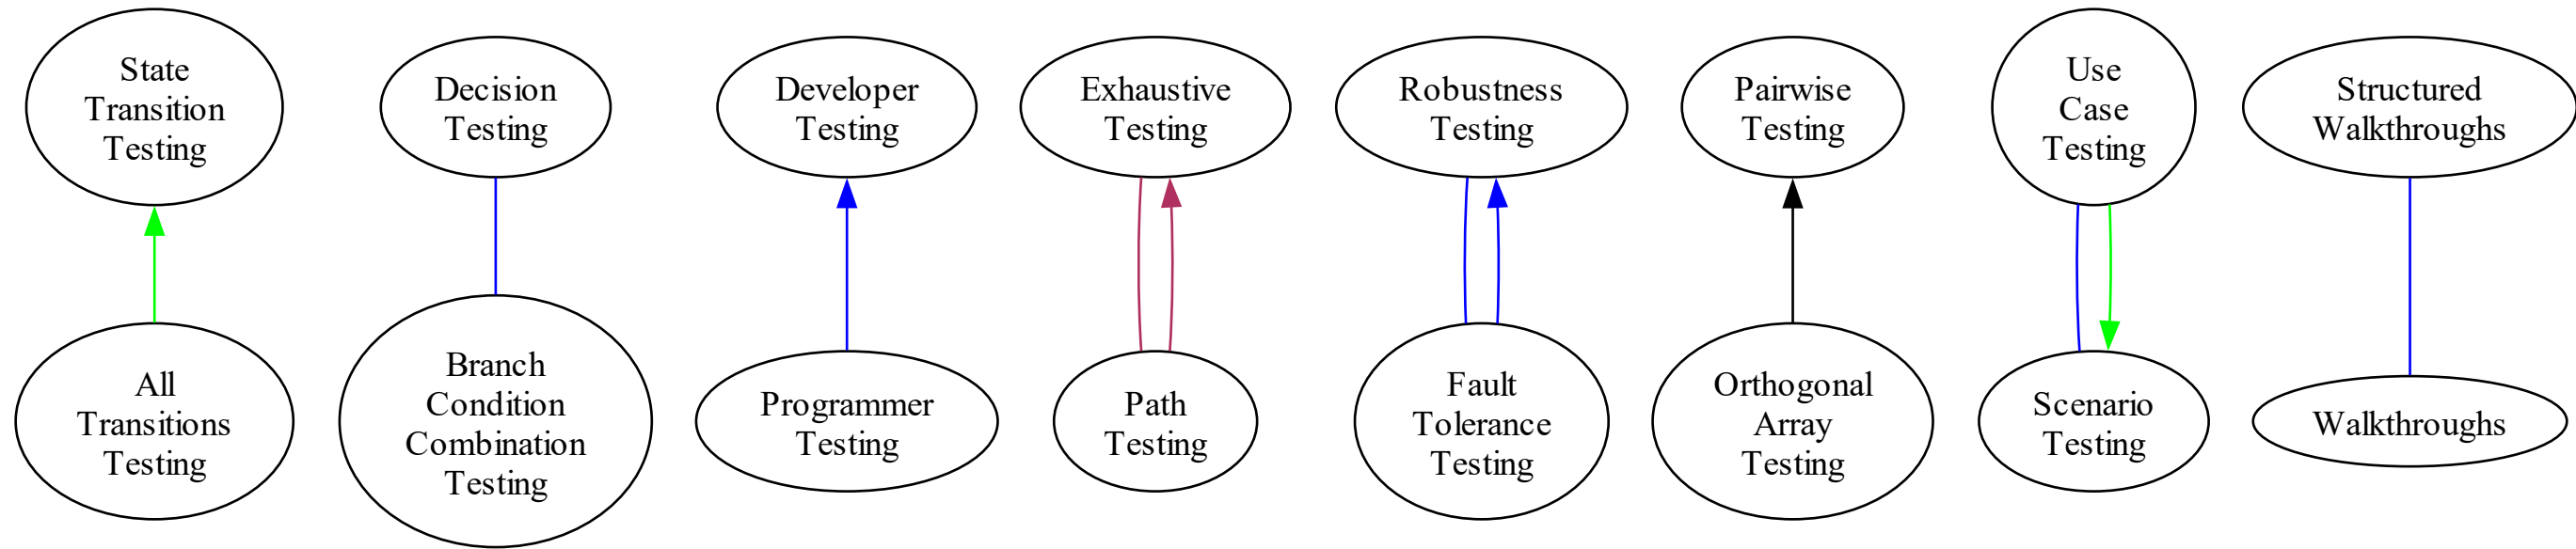 State
Transition
Testing
Decision
Testing
Developer
Testing
Exhaustive
Testing
Robustness
Testing
Pairwise
Testing
Use
Case
Testing
Structured
Walkthroughs
All
Transitions
Testing
Branch
Condition
Combination
Testing
Programmer
Testing
Path
Testing
Fault
Tolerance
Testing
Orthogonal
Array
Testing
Scenario
Testing
Walkthroughs